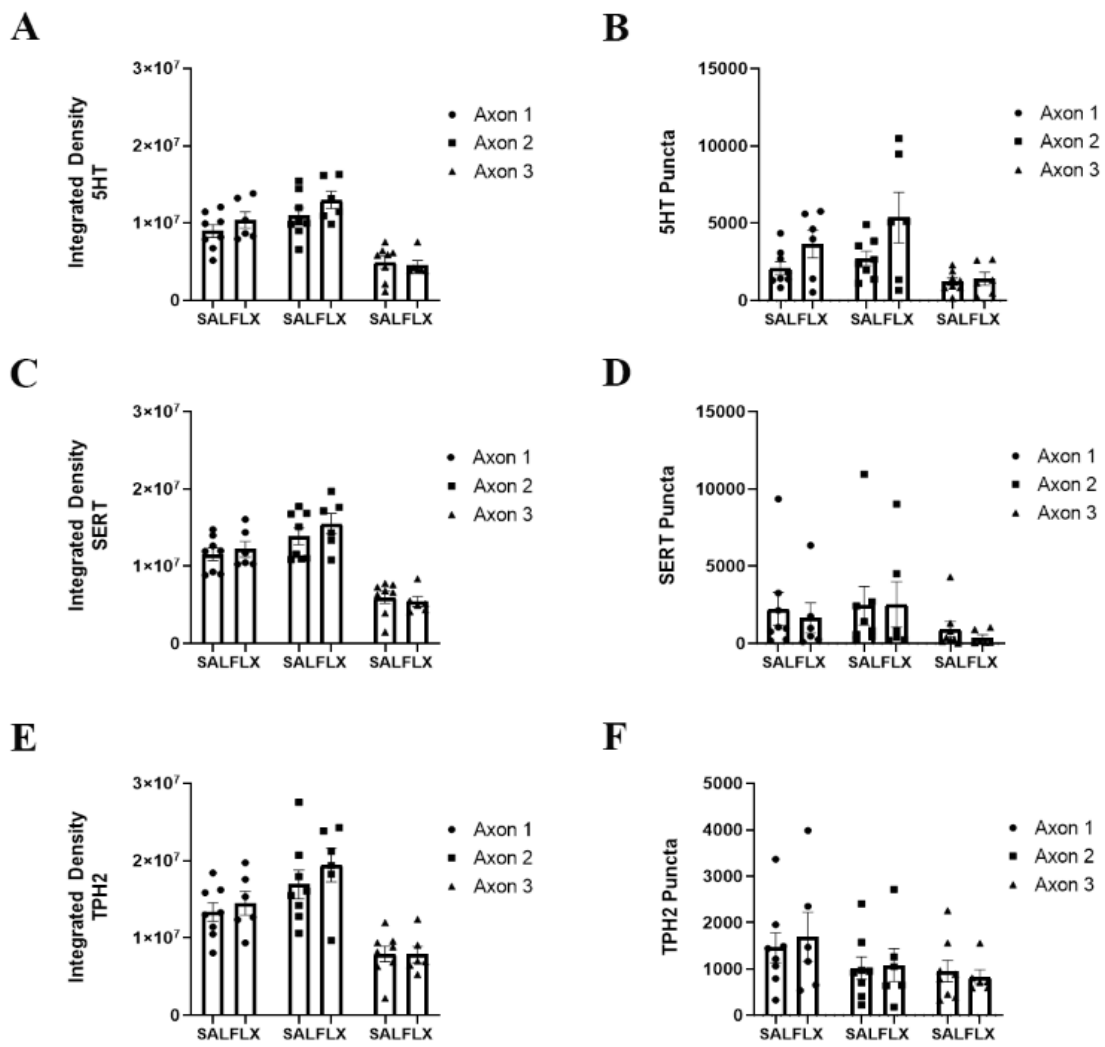 A
3×10⁷
2×10⁷
1×10⁷
0
Integrated Density
5HT
SALFLX SALFLX SALFLX
Axon 1
Axon 2
Axon 3
B
15000
10000
5000
0
5HT Puncta
SALFLX SALFLX SALFLX
Axon 1
Axon 2
Axon 3
C
3×10⁷
2×10⁷
1×10⁷
0
Integrated Density
SERT
SALFLX SALFLX SALFLX
Axon 1
Axon 2
Axon 3
D
15000
10000
5000
0
SERT Puncta
SALFLX SALFLX SALFLX
Axon 1
Axon 2
Axon 3
E
3×10⁷
2×10⁷
1×10⁷
0
Integrated Density
TPH2
SALFLX SALFLX SALFLX
Axon 1
Axon 2
Axon 3
F
5000
4000
3000
2000
1000
0
TPH2 Puncta
SALFLX SALFLX SALFLX
Axon 1
Axon 2
Axon 3